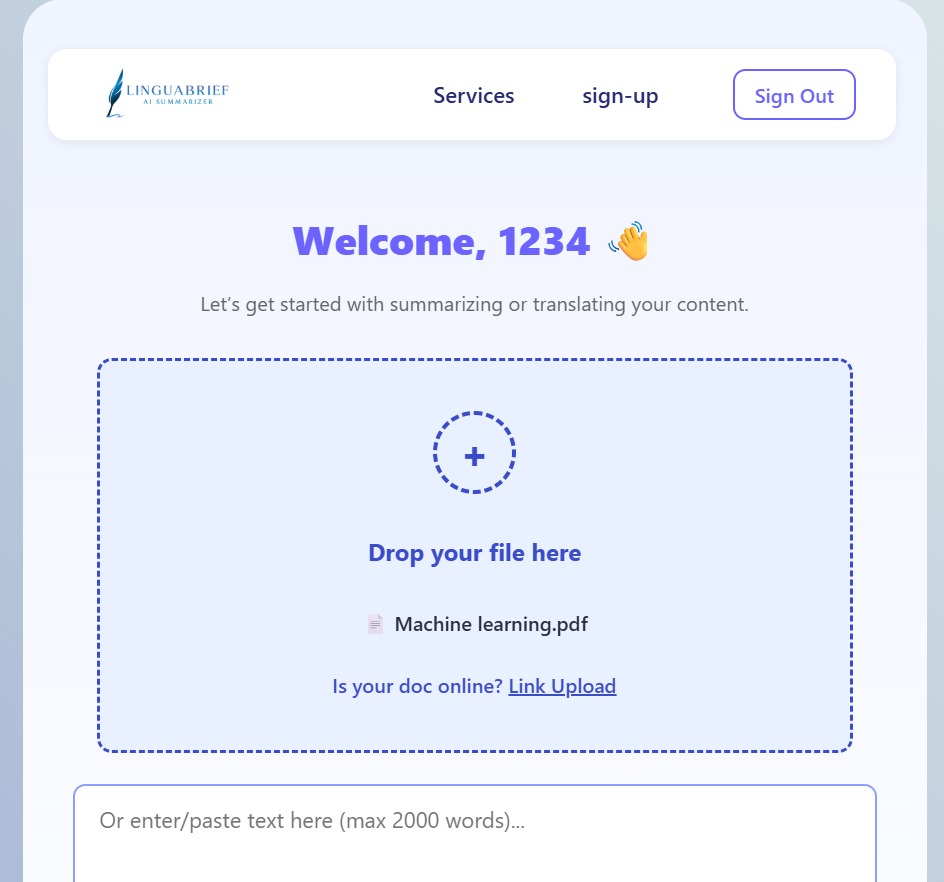 LINGUABRIEF
AI SUMMARIZER
Services
sign-up
Sign Out
Welcome, 1234 👋
Let’s get started with summarizing or translating your content.
+
Drop your file here
Machine learning.pdf
Is your doc online? Link Upload
Or enter/paste text here (max 2000 words)...